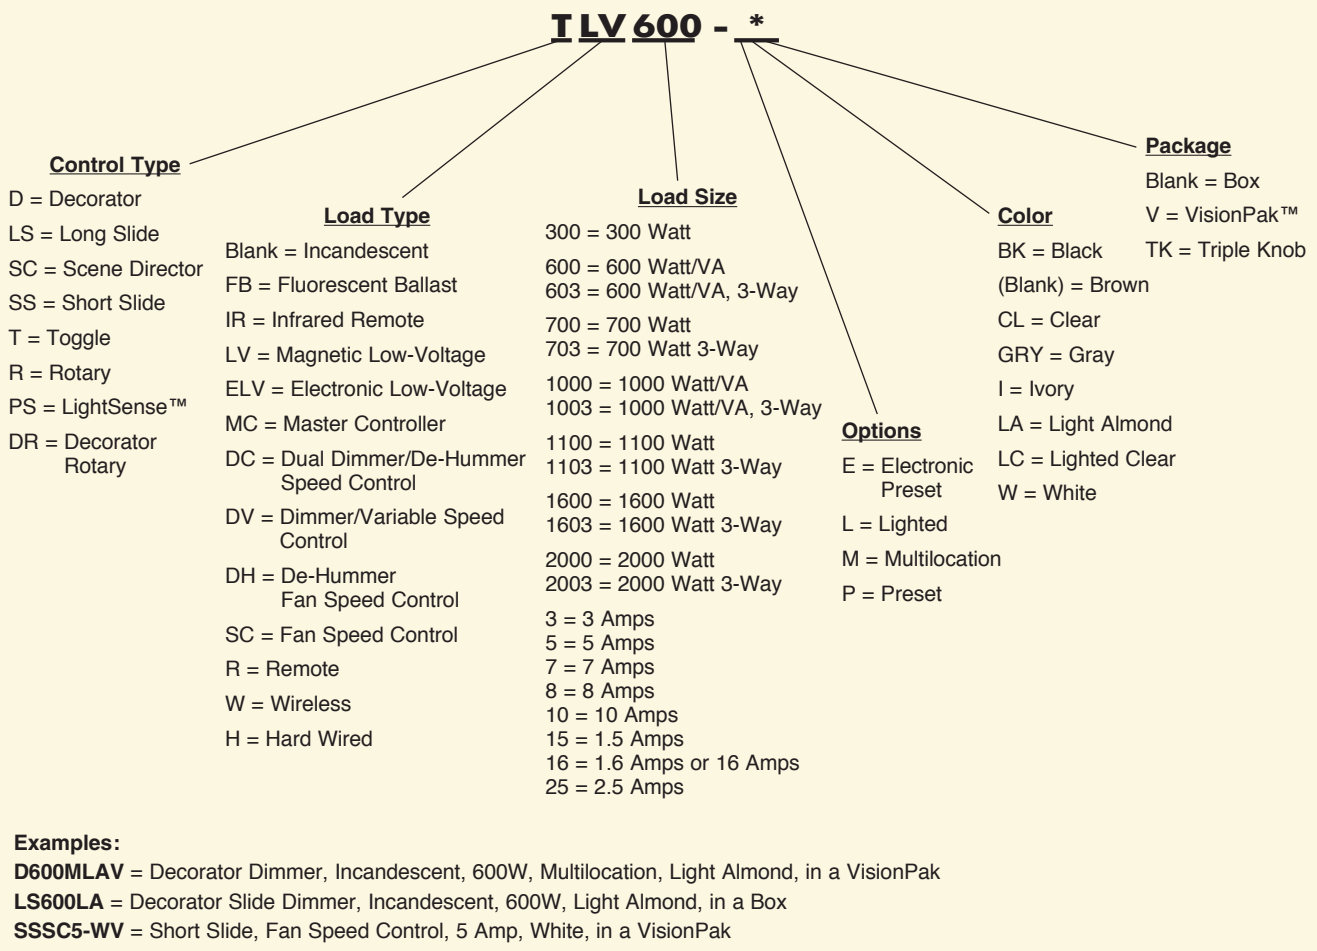 TLV600 - *
Control Type
D = Decorator
LS = Long Slide
SC = Scene Director
SS = Short Slide
T = Toggle
R = Rotary
PS = LightSense™
DR = Decorator
Rotary
Load Type
Blank = Incandescent
FB = Fluorescent Ballast
IR = Infrared Remote
LV = Magnetic Low-Voltage
ELV = Electronic Low-Voltage
MC = Master Controller
DC = Dual Dimmer/De-Hummer
Speed Control
DV = Dimmer/Variable Speed
Control
DH = De-Hummer
Fan Speed Control
SC = Fan Speed Control
R = Remote
W = Wireless
H = Hard Wired
Load Size
300 = 300 Watt
600 = 600 Watt/VA
603 = 600 Watt/VA, 3-Way
700 = 700 Watt
703 = 700 Watt 3-Way
1000 = 1000 Watt/VA
1003 = 1000 Watt/VA, 3-Way
1100 = 1100 Watt
1103 = 1100 Watt 3-Way
1600 = 1600 Watt
1603 = 1600 Watt 3-Way
2000 = 2000 Watt
2003 = 2000 Watt 3-Way
3 = 3 Amps
5 = 5 Amps
7 = 7 Amps
8 = 8 Amps
10 = 10 Amps
15 = 1.5 Amps
16 = 1.6 Amps or 16 Amps
25 = 2.5 Amps
Options
E = Electronic
Preset
L = Lighted
M = Multilocation
P = Preset
Color
BK = Black
(Blank) = Brown
CL = Clear
GRY = Gray
I = Ivory
LA = Light Almond
LC = Lighted Clear
W = White
Package
Blank = Box
V = VisionPak™
TK = Triple Knob
Examples:
D600MLAV = Decorator Dimmer, Incandescent, 600W, Multilocation, Light Almond, in a VisionPak
LS600LA = Decorator Slide Dimmer, Incandescent, 600W, Light Almond, in a Box
SSSC5-WV = Short Slide, Fan Speed Control, 5 Amp, White, in a VisionPak